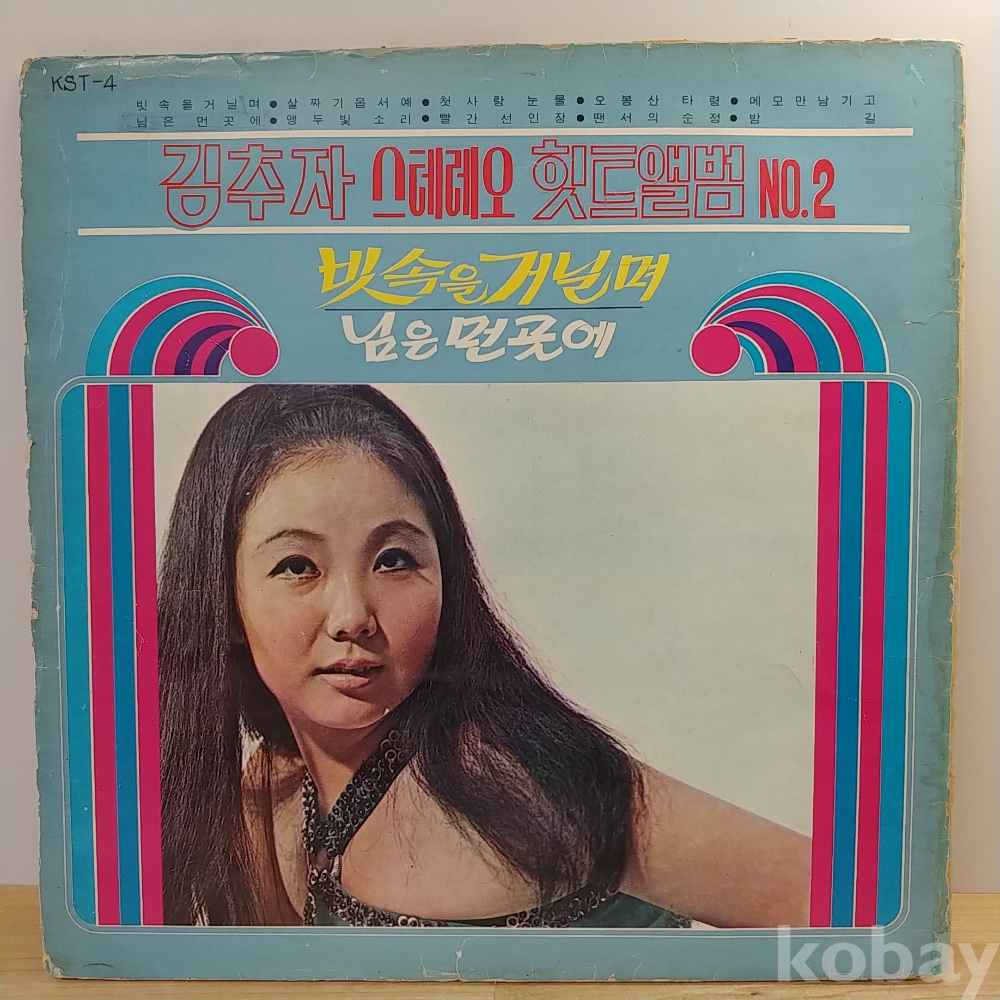 KST-4
빗속을거닐며●살짜기옵서예●첫사랑눈물●오봉산타령●메모만남기고
님은먼곳에●앵두빛소리●빨간선인장●땐서의순정●밤길
김추자 스테레오 힛트앨범 NO.2
빗속을거닐며
님은먼곳에
kobay